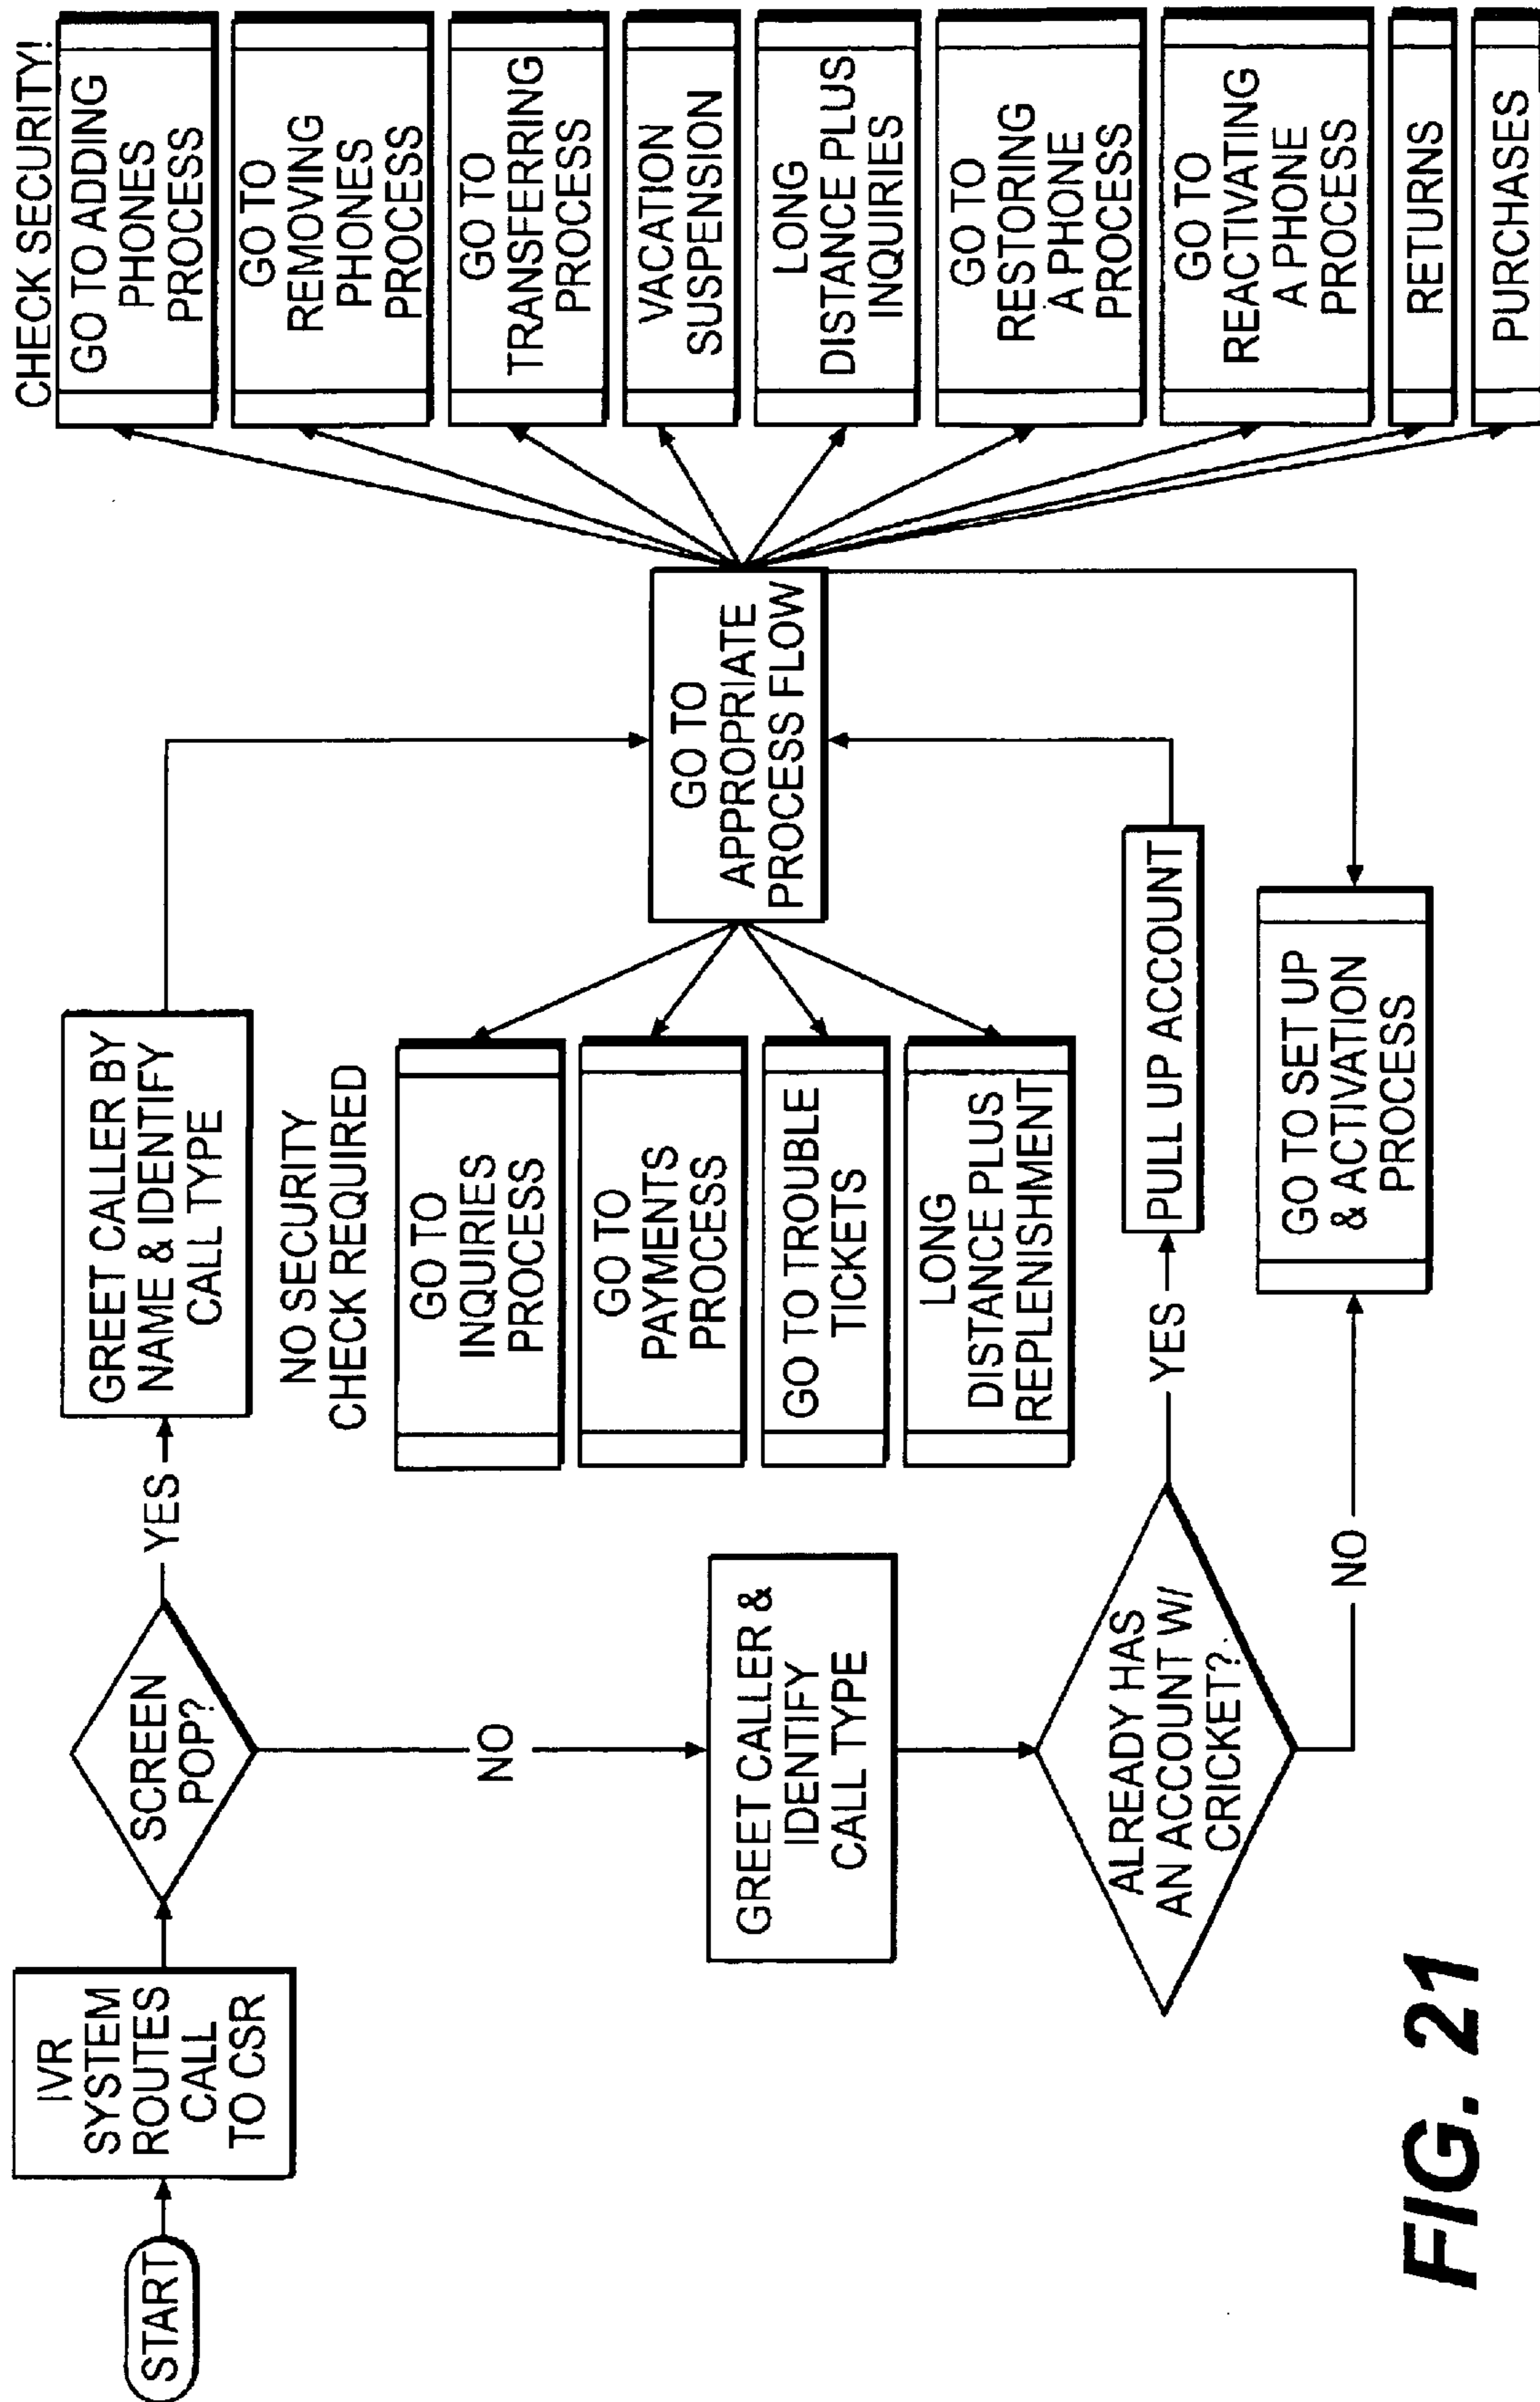 START
IVR
SYSTEM
ROUTES
CALL
TO CSR
SCREEN
POP?
YES
GREET CALLER BY
NAME & IDENTIFY
CALL TYPE
NO
GREET CALLER &
IDENTIFY
CALL TYPE
ALREADY HAS
AN ACCOUNT W/
CRICKET?
YES
PULL UP ACCOUNT
NO
GO TO SET UP
& ACTIVATION
PROCESS
NO SECURITY
CHECK REQUIRED
GO TO
INQUIRIES
PROCESS
GO TO
PAYMENTS
PROCESS
GO TO TROUBLE
TICKETS
LONG
DISTANCE PLUS
REPLENISHMENT
GO TO
APPROPRIATE
PROCESS FLOW
CHECK SECURITY!
GO TO ADDING
PHONES
PROCESS
GO TO
REMOVING
PHONES
PROCESS
GO TO
TRANSFERRING
PROCESS
VACATION
SUSPENSION
LONG
DISTANCE PLUS
INQUIRIES
GO TO
RESTORING
A PHONE
PROCESS
GO TO
REACTIVATING
A PHONE
PROCESS
RETURNS
PURCHASES
FIG. 21